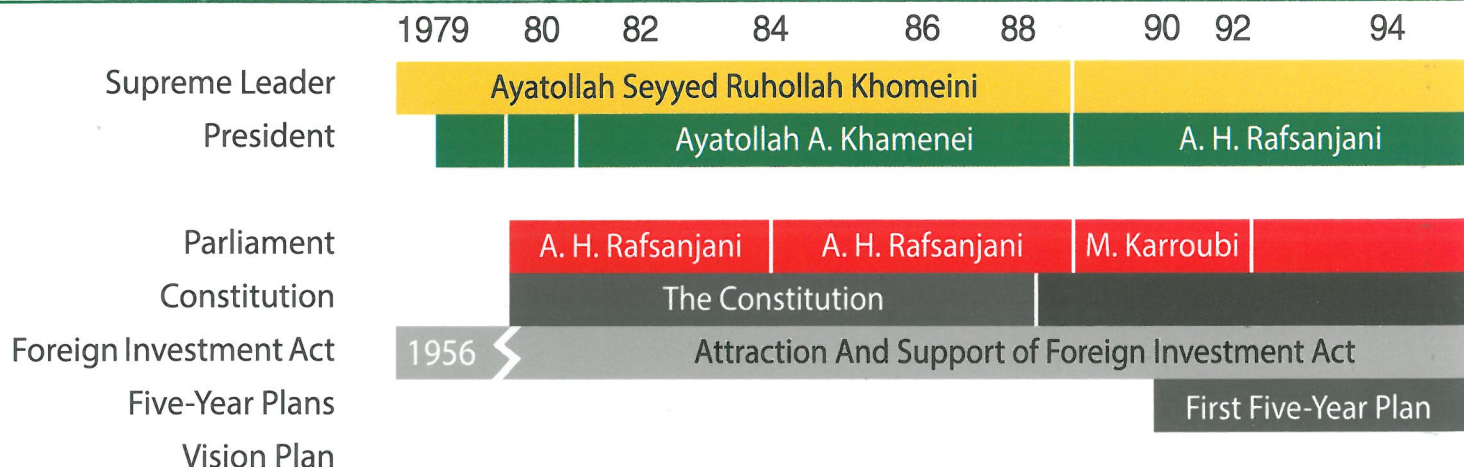 1979 80 82 84 86 88 90 92 94
Supreme Leader Ayatollah Seyyed Ruhollah Khomeini
President Ayatollah A. Khamenei A. H. Rafsanjani
Parliament A. H. Rafsanjani A. H. Rafsanjani M. Karroubi
Constitution The Constitution
Foreign Investment Act 1956 Attraction And Support of Foreign Investment Act
Five-Year Plans First Five-Year Plan
Vision Plan